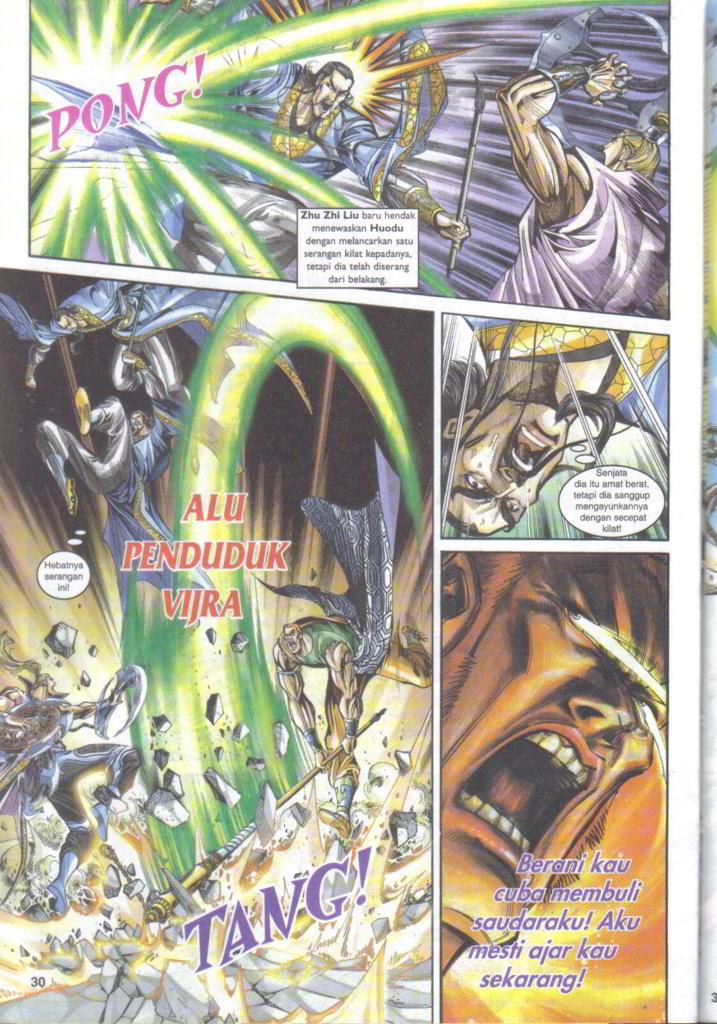 PONG!
Zhu Zhi Liu baru hendak
menewaskan Huodu
dengan melancarkan satu
serangan kilat kepadanya,
tetapi dia telah diserang
dari belakang.
ALU
PENDUDUK
VIJRA
Hebatnya
serangan
ini!
TANG!
30
Senjata
dia itu amat berat,
tetapi dia sanggup
mengayunkannya
dengan secepat
kilat!
Berani kau
cuba membuli
saudaraku! Aku
mesti ajar kau
sekarang!